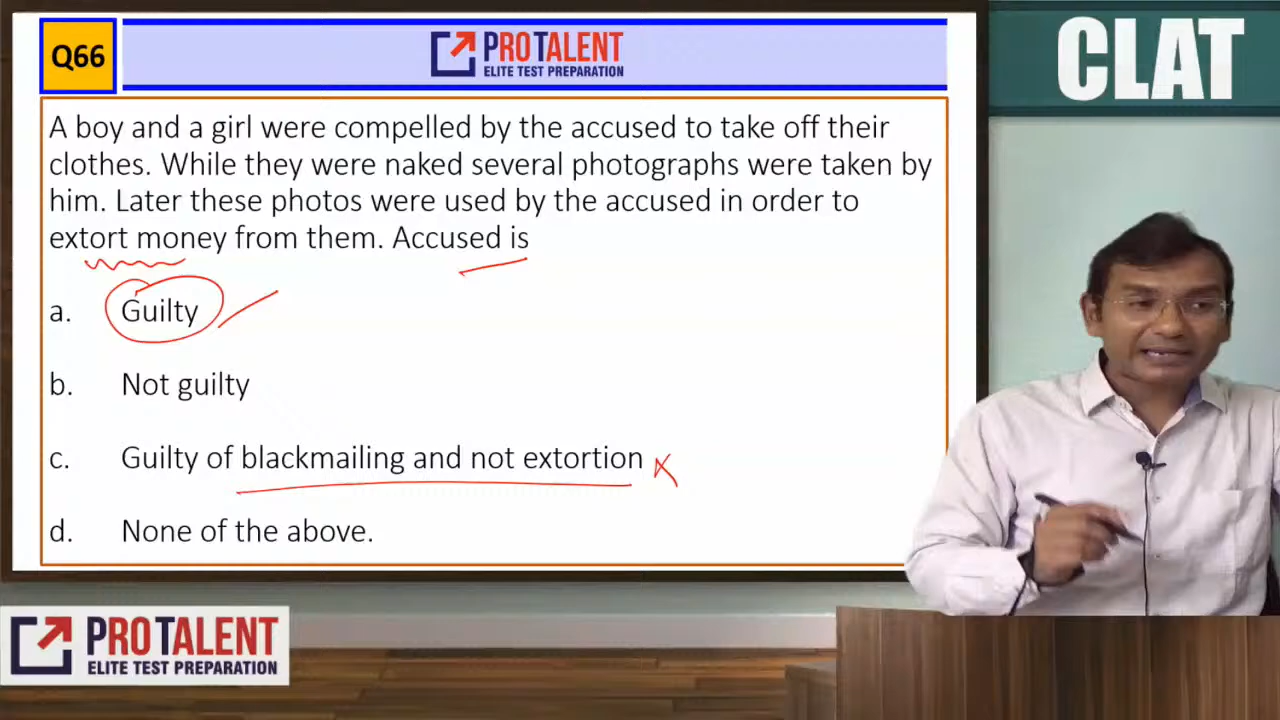 Q66
PROTALENT
ELITE TEST PREPARATION
CLAT
A boy and a girl were compelled by the accused to take off their
clothes. While they were naked several photographs were taken by
him. Later these photos were used by the accused in order to
extort money from them. Accused is
a. Guilty
b. Not guilty
c. Guilty of blackmailing and not extortion
d. None of the above.
PROTALENT
ELITE TEST PREPARATION